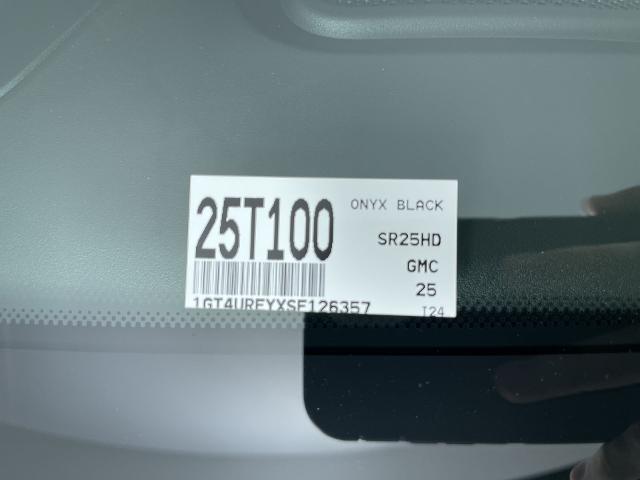 25T100
ONYX BLACK
SR25HD
GMC
25
1GT4UREYXSF126357
I24